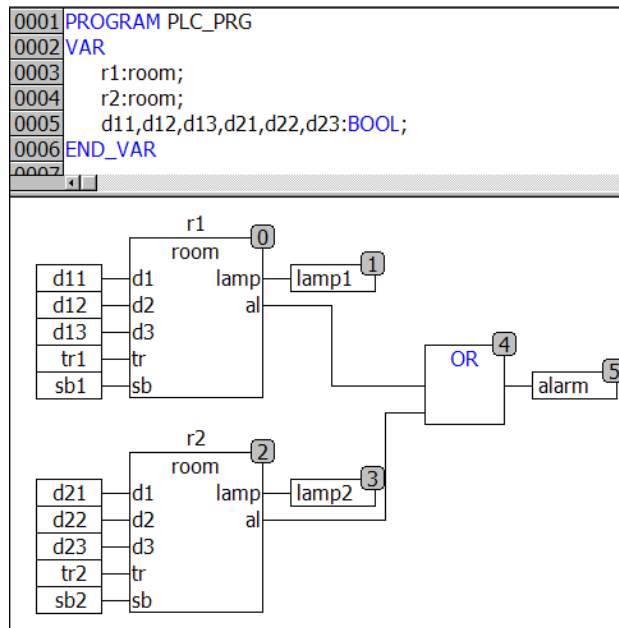 0001 PROGRAM PLC_PRG
0002 VAR
0003 r1:room;
0004 r2:room;
0005 d11,d12,d13,d21,d22,d23:BOOL;
0006 END_VAR
0007
r1
0
room
d11 d1 lamp lamp1 1
d12 d2 al
d13 d3
tr1 tr
sb1 sb
OR 4
alarm 5
r2
2
room
d21 d1 lamp lamp2 3
d22 d2 al
d23 d3
tr2 tr
sb2 sb